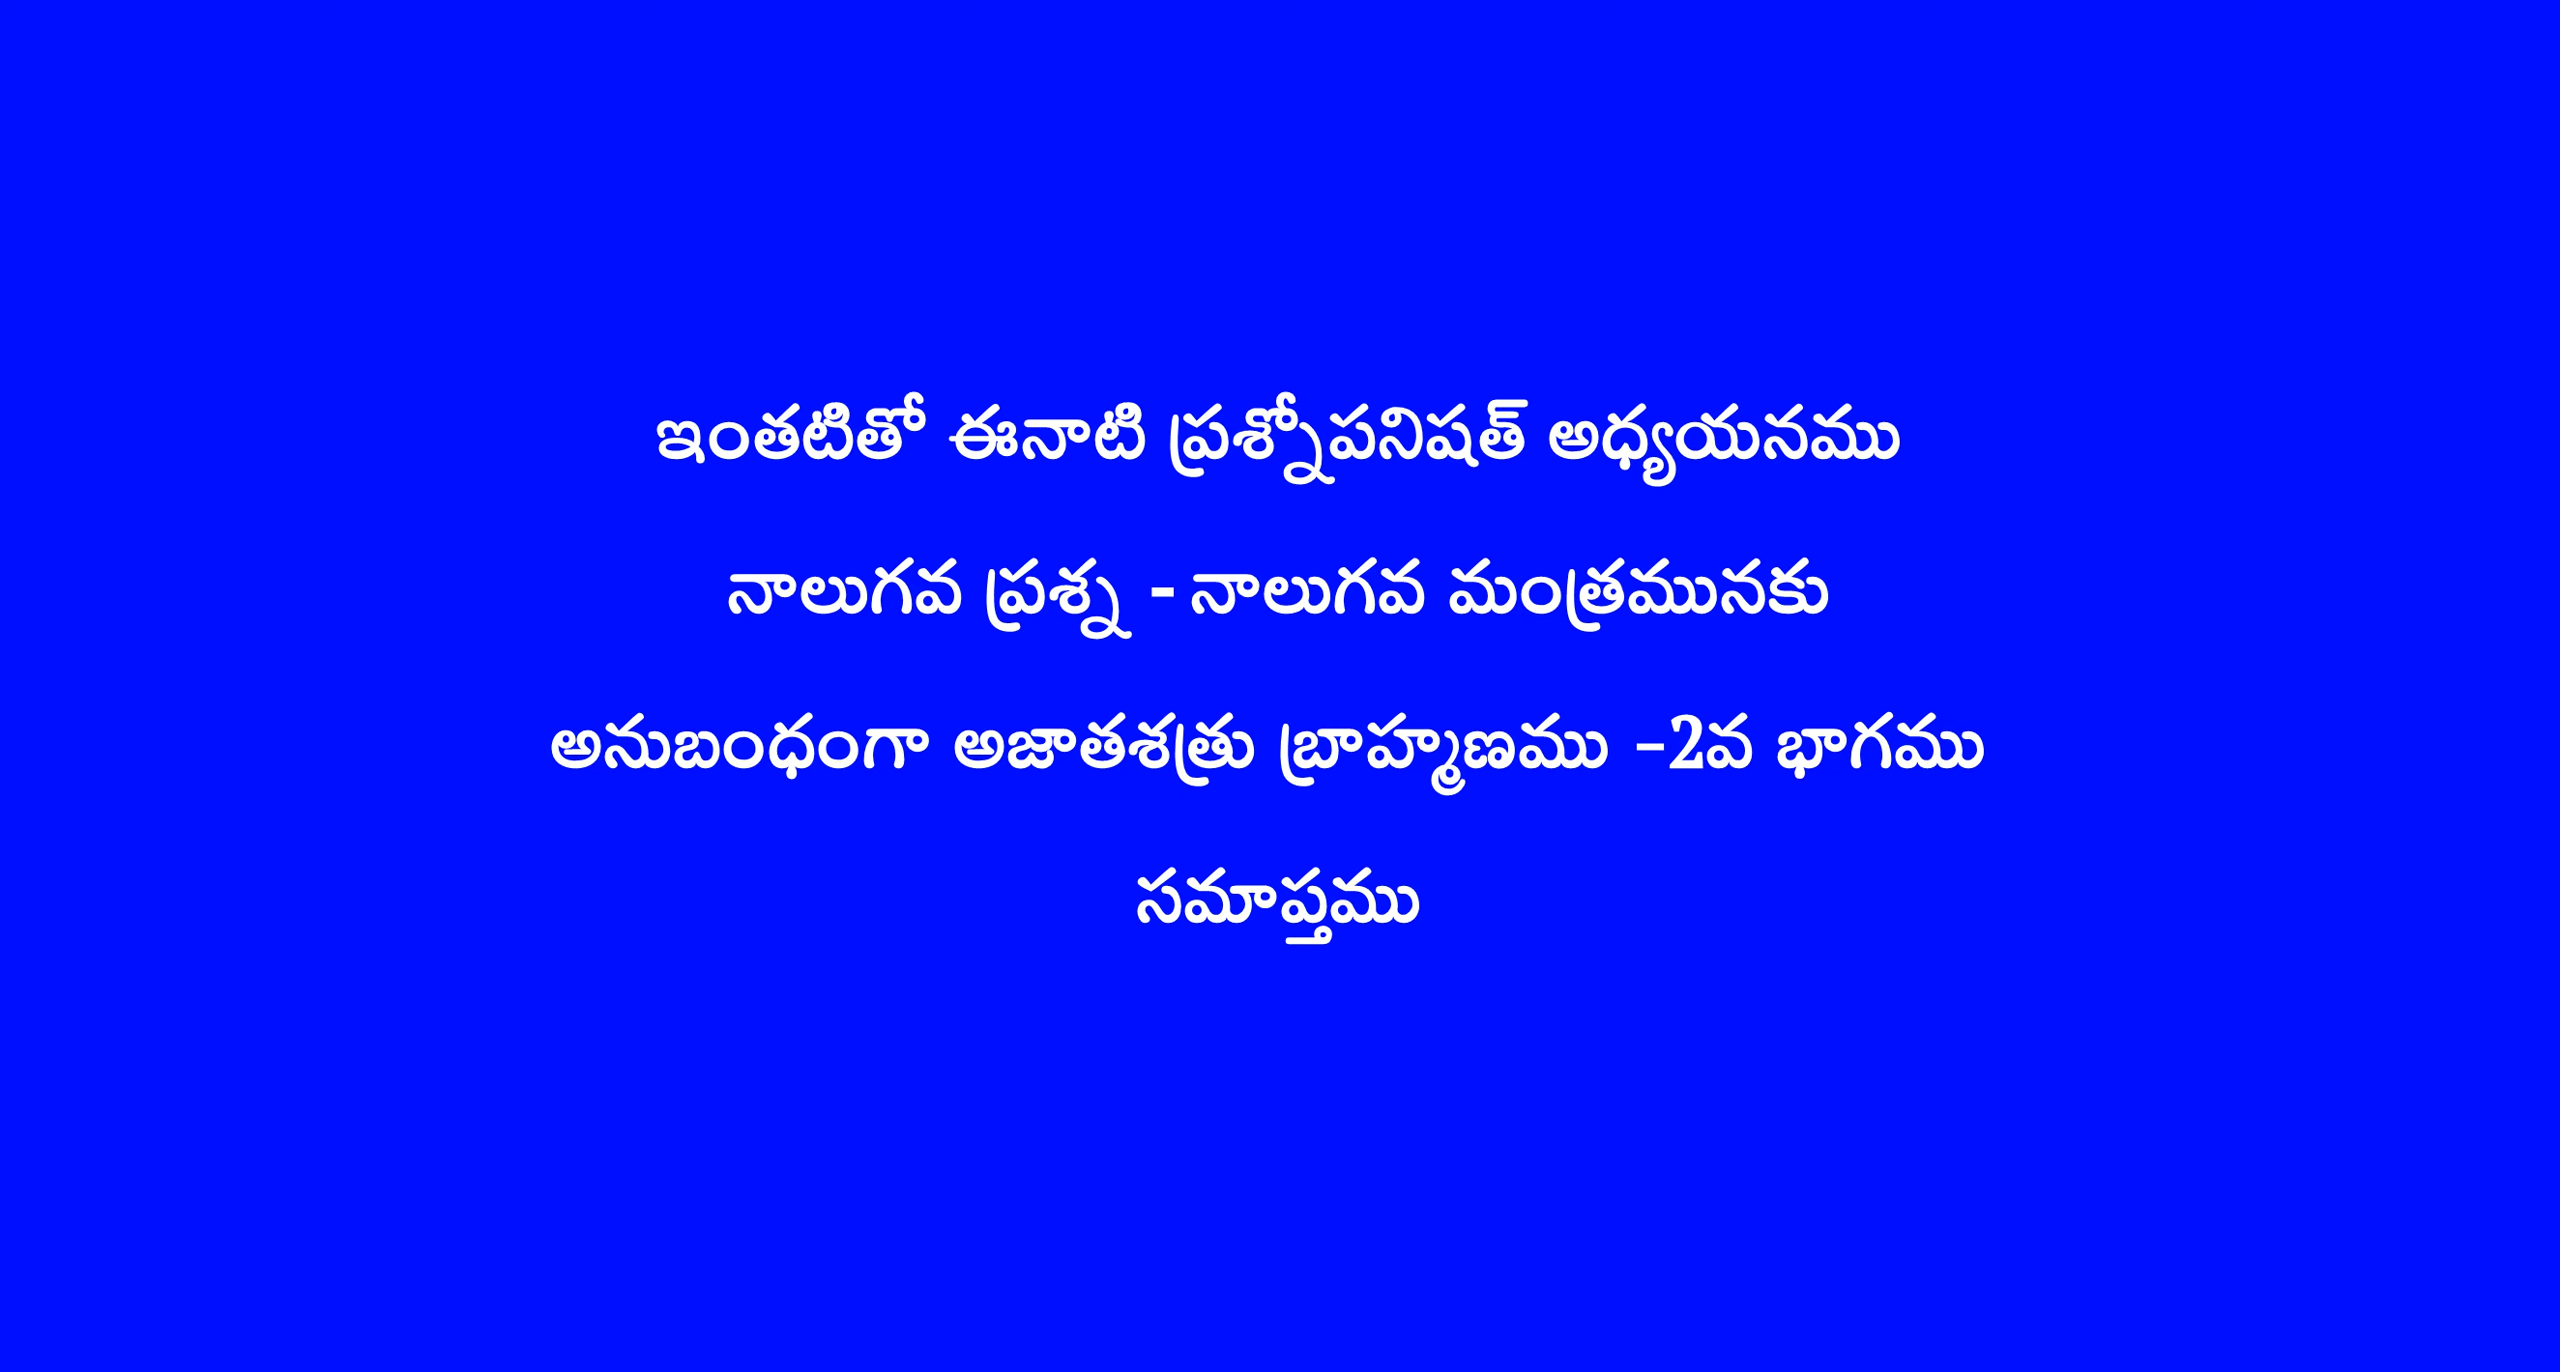 ఇంతటితో ఈనాటి ప్రశ్నోపనిషత్ అధ్యయనము
నాలుగవ ప్రశ్న - నాలుగవ మంత్రమునకు
అనుబంధంగా అజాతశత్రు బ్రాహ్మణము –2వ భాగము
సమాప్తము